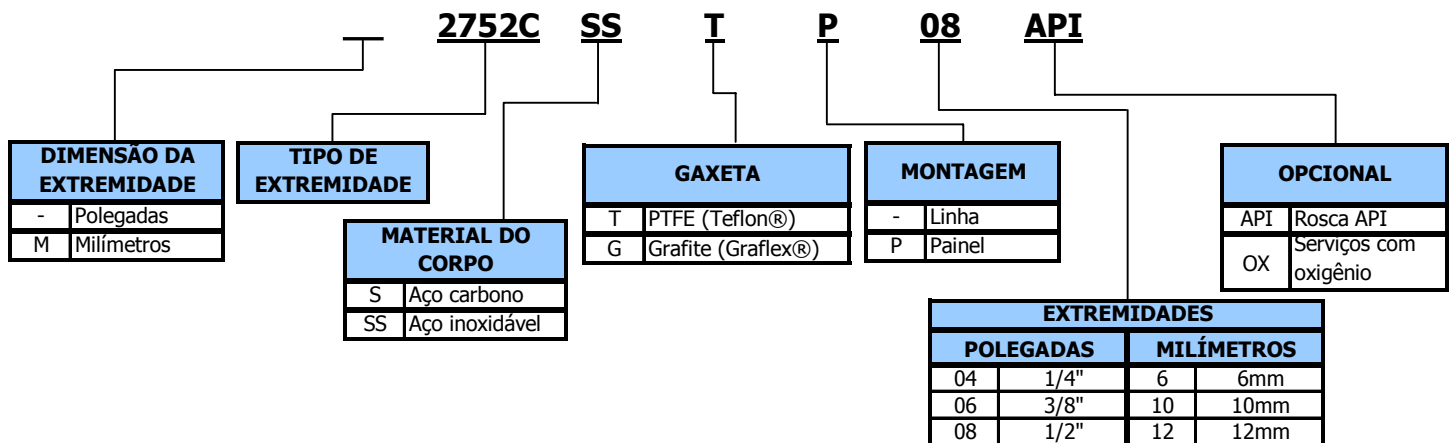 2752C SS T P 08 API
DIMENSÃO DA
EXTREMIDADE
- Polegadas
M Milímetros
TIPO DE
EXTREMIDADE
MATERIAL DO
CORPO
S Aço carbono
SS Aço inoxidável
GAXETA
T PTFE (Teflon®)
G Grafite (Graflex®)
MONTAGEM
- Linha
P Painel
OPCIONAL
API Rosca API
OX Serviços com
oxigênio
EXTREMIDADES
POLEGADAS MILÍMETROS
04 1/4" 6 6mm
06 3/8" 10 10mm
08 1/2" 12 12mm